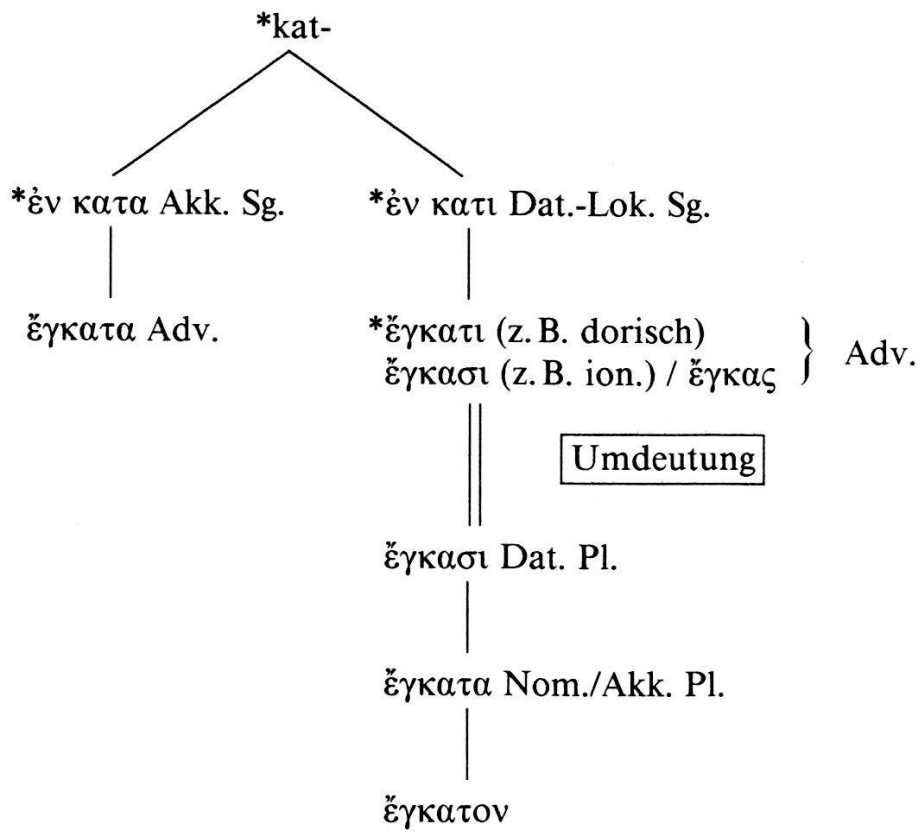 *kat-
*ἐν κατα Akk. Sg. *ἐν κατι Dat.-Lok. Sg.
ἔγκατα Adv. *ἔγκατι (z. B. dorisch)
ἔγκασι (z. B. ion.) / ἔγκας } Adv.
Umdeutung
ἔγκασι Dat. Pl.
ἔγκατα Nom./Akk. Pl.
ἔγκατον